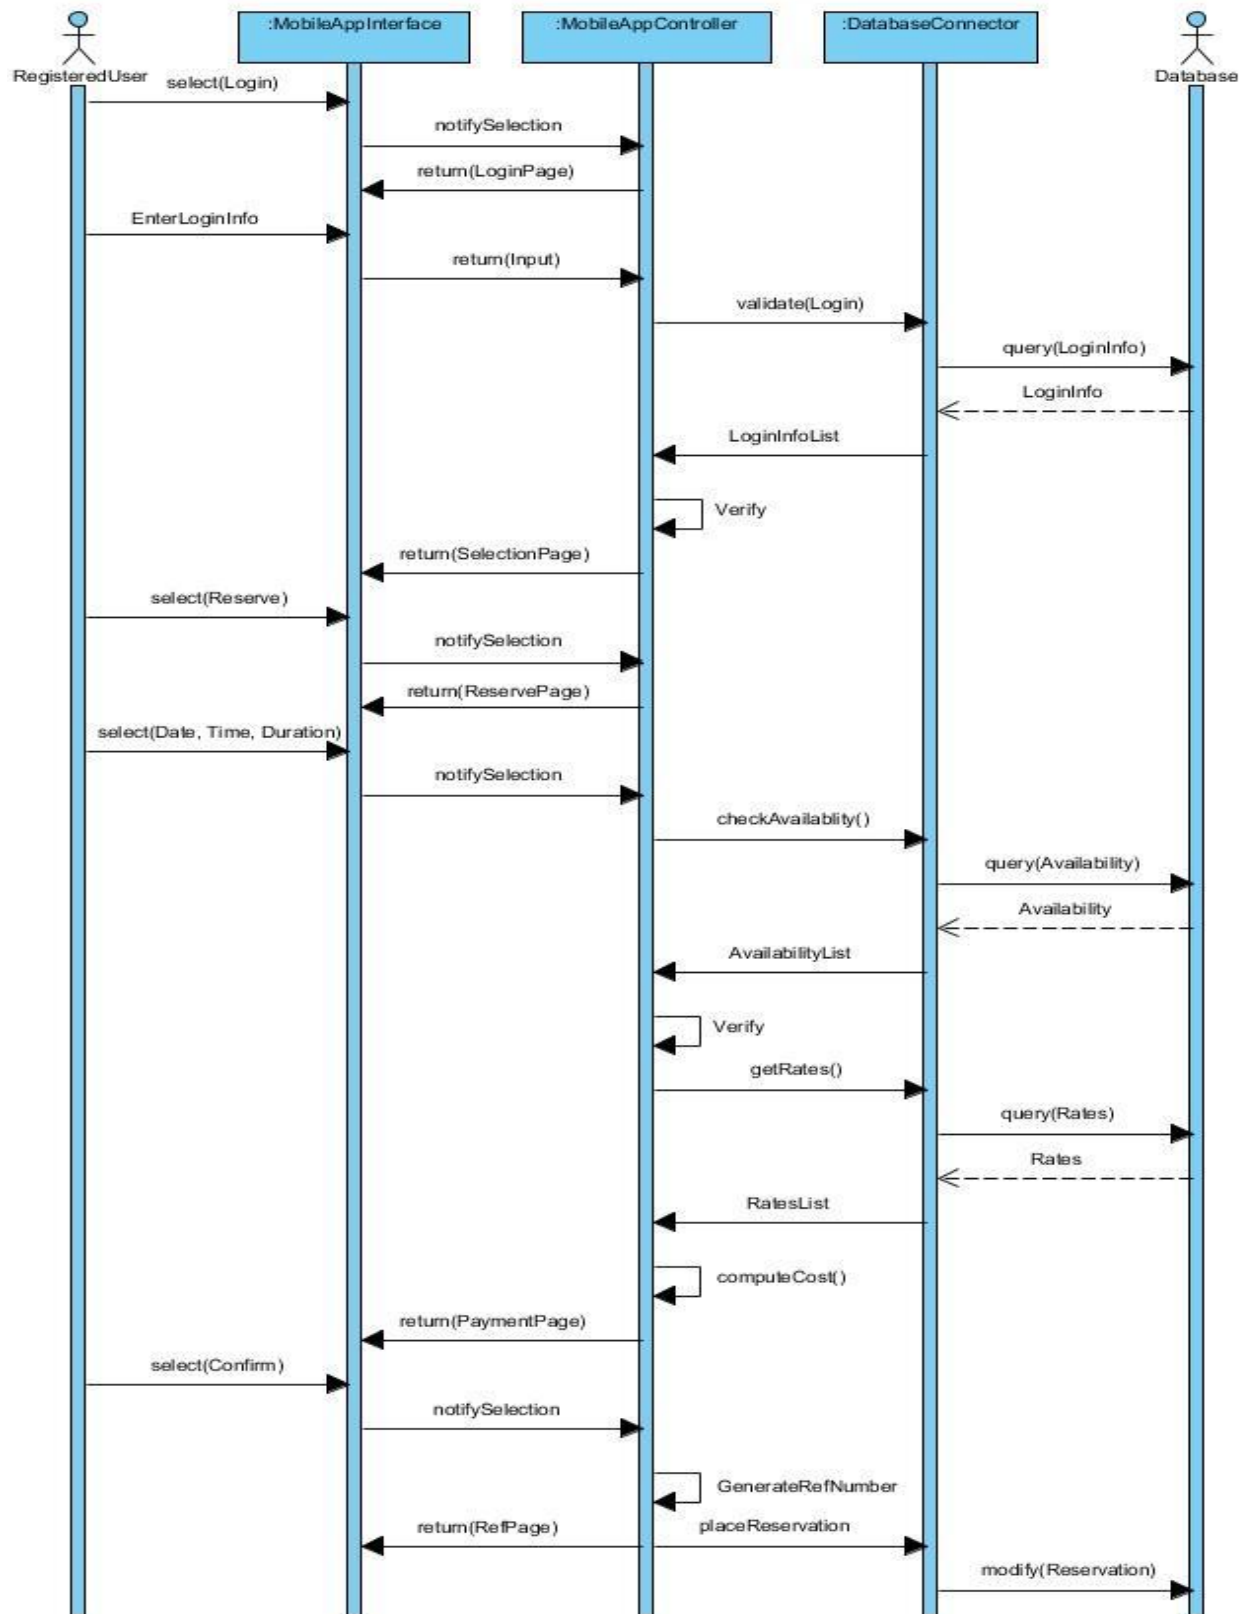 :MobileAppInterface
:MobileAppController
:DatabaseConnector
RegisteredUser
Database
select(Login)
notifySelection
return(LoginPage)
EnterLoginInfo
return(Input)
validate(Login)
query(LoginInfo)
LoginInfo
LoginInfoList
Verify
return(SelectionPage)
select(Reserve)
notifySelection
return(ReservePage)
select(Date, Time, Duration)
notifySelection
checkAvailablity()
query(Availability)
Availability
AvailabilityList
Verify
getRates()
query(Rates)
Rates
RatesList
computeCost()
return(PaymentPage)
select(Confirm)
notifySelection
GenerateRefNumber
return(RefPage)
placeReservation
modify(Reservation)